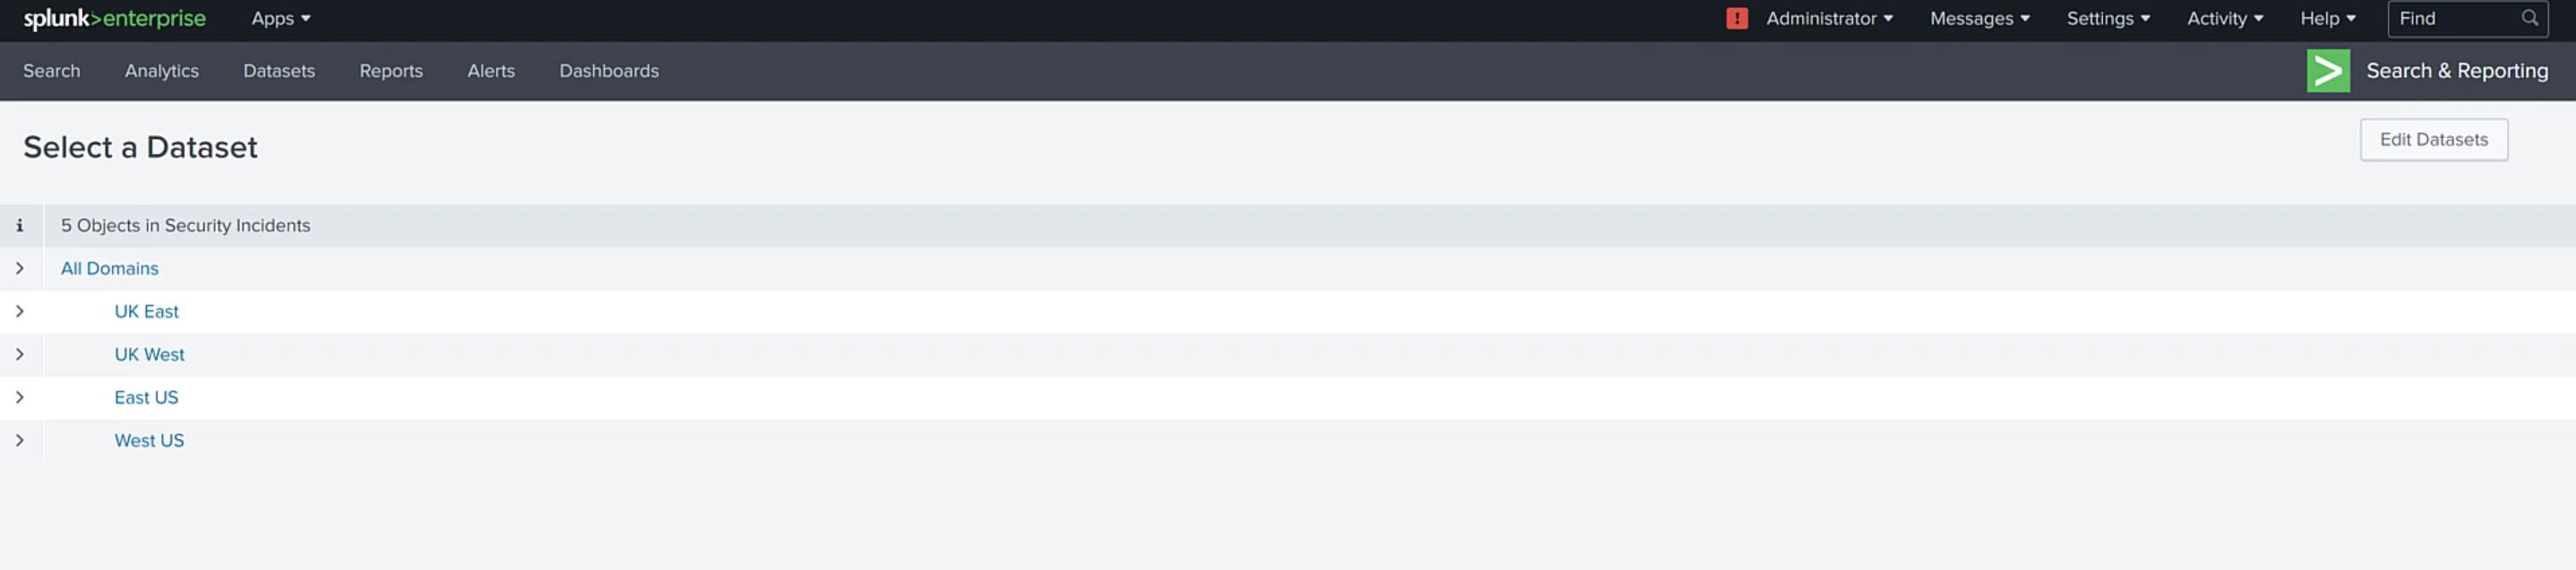 splunk>enterprise Apps Administrator Messages Settings Activity Help Find
Search Analytics Datasets Reports Alerts Dashboards Search & Reporting
Select a Dataset Edit Datasets
i 5 Objects in Security Incidents
All Domains
UK East
UK West
East US
West US